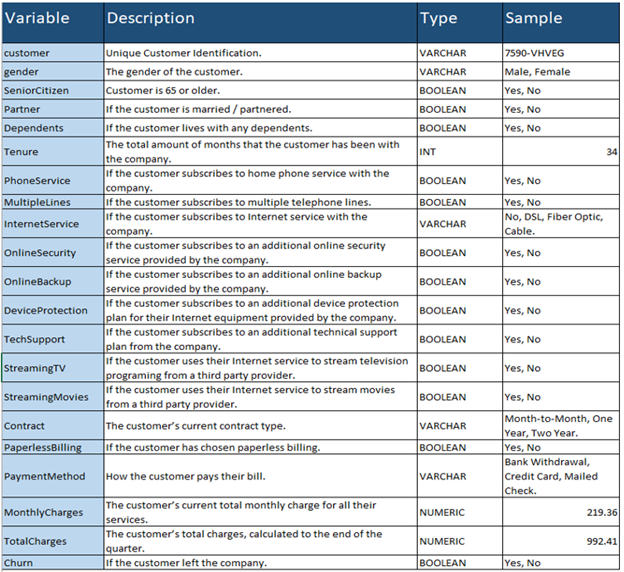 Variable Description Type Sample
customer Unique Customer Identification. VARCHAR 7590-VHVEG
gender The gender of the customer. VARCHAR Male, Female
SeniorCitizen Customer is 65 or older. BOOLEAN Yes, No
Partner If the customer is married / partnered. BOOLEAN Yes, No
Dependents If the customer lives with any dependents. BOOLEAN Yes, No
Tenure The total amount of months that the customer has been with
the company. INT 34
PhoneService If the customer subscribes to home phone service with the
company. BOOLEAN Yes, No
MultipleLines If the customer subscribes to multiple telephone lines. BOOLEAN Yes, No
InternetService If the customer subscribes to Internet service with the
company. VARCHAR No, DSL, Fiber Optic,
Cable.
OnlineSecurity If the customer subscribes to an additional online security
service provided by the company. BOOLEAN Yes, No
OnlineBackup If the customer subscribes to an additional online backup
service provided by the company. BOOLEAN Yes, No
DeviceProtection If the customer subscribes to an additional device protection
plan for their Internet equipment provided by the company. BOOLEAN Yes, No
TechSupport If the customer subscribes to an additional technical support
plan from the company. BOOLEAN Yes, No
StreamingTV If the customer uses their Internet service to stream television
programing from a third party provider. BOOLEAN Yes, No
StreamingMovies If the customer uses their Internet service to stream movies
from a third party provider. BOOLEAN Yes, No
Contract The customer's current contract type. VARCHAR Month-to-Month, One
Year, Two Year.
PaperlessBilling If the customer has chosen paperless billing. BOOLEAN Yes, No
PaymentMethod How the customer pays their bill. VARCHAR Bank Withdrawal,
Credit Card, Mailed
Check.
MonthlyCharges The customer's current total monthly charge for all their
services. NUMERIC 219.36
TotalCharges The customer's total charges, calculated to the end of the
quarter. NUMERIC 992.41
Churn If the customer left the company. BOOLEAN Yes, No